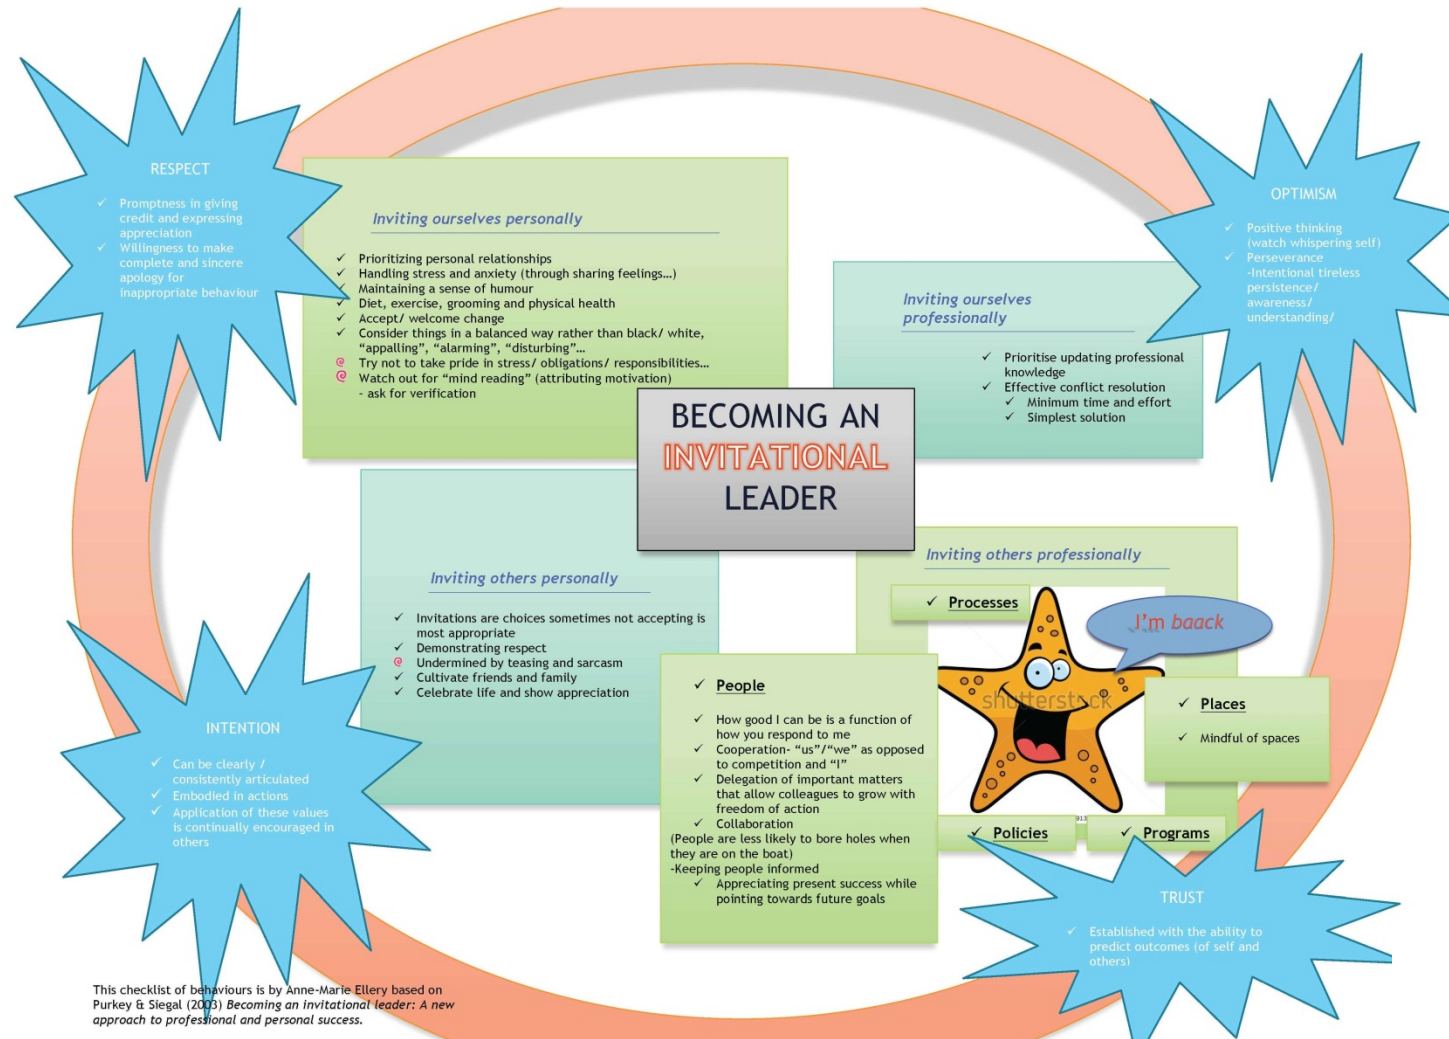 RESPECT
✓ Promptness in giving
credit and expressing
appreciation
✓ Willingness to make
complete and sincere
apology for
inappropriate behaviour
Inviting ourselves personally
✓ Prioritizing personal relationships
✓ Handling stress and anxiety (through sharing feelings…)
✓ Maintaining a sense of humour
✓ Diet, exercise, grooming and physical health
✓ Accept/ welcome change
✓ Consider things in a balanced way rather than black/ white,
“appalling”, “alarming”, “disturbing”…
Try not to take pride in stress/ obligations/ responsibilities…
Watch out for “mind reading” (attributing motivation)
- ask for verification
OPTIMISM
✓ Positive thinking
(watch whispering self)
✓ Perseverance
-Intentional tireless
persistence/
awareness/
understanding/
Inviting ourselves
professionally
✓ Prioritise updating professional
knowledge
✓ Effective conflict resolution
✓ Minimum time and effort
✓ Simplest solution
BECOMING AN
INVITATIONAL
LEADER
Inviting others personally
✓ Invitations are choices sometimes not accepting is
most appropriate
✓ Demonstrating respect
Undermined by teasing and sarcasm
✓ Cultivate friends and family
✓ Celebrate life and show appreciation
Inviting others professionally
✓ Processes
I’m baack
shutterstock
✓ People
✓ How good I can be is a function of
how you respond to me
✓ Cooperation- “us”/“we” as opposed
to competition and “I”
✓ Delegation of important matters
that allow colleagues to grow with
freedom of action
✓ Collaboration
(People are less likely to bore holes when
they are on the boat)
-Keeping people informed
✓ Appreciating present success while
pointing towards future goals
✓ Places
✓ Mindful of spaces
✓ Policies
913
✓ Programs
INTENTION
✓ Can be clearly /
consistently articulated
✓ Embodied in actions
✓ Application of these values
is continually encouraged in
others
TRUST
✓ Established with the ability to
predict outcomes (of self and
others)
This checklist of behaviours is by Anne-Marie Ellery based on
Purkey & Siegal (2003) Becoming an invitational leader: A new
approach to professional and personal success.